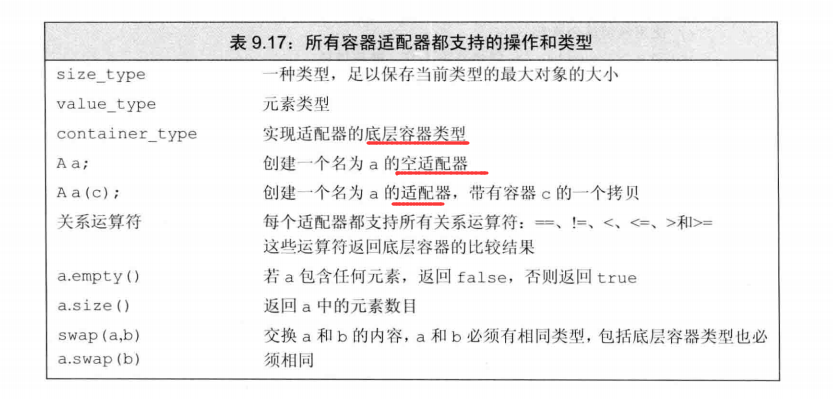 表 9.17：所有容器适配器都支持的操作和类型
size_type 一种类型，足以保存当前类型的最大对象的大小
value_type 元素类型
container_type 实现适配器的底层容器类型
A a; 创建一个名为 a 的空适配器
A a(c); 创建一个名为 a 的适配器，带有容器 c 的一个拷贝
关系运算符 每个适配器都支持所有关系运算符：==、!=、<、<=、>和>=
这些运算符返回底层容器的比较结果
a.empty() 若 a 包含任何元素，返回 false，否则返回 true
a.size() 返回 a 中的元素数目
swap(a,b) 交换 a 和 b 的内容，a 和 b 必须有相同类型，包括底层容器类型也必
a.swap(b) 须相同